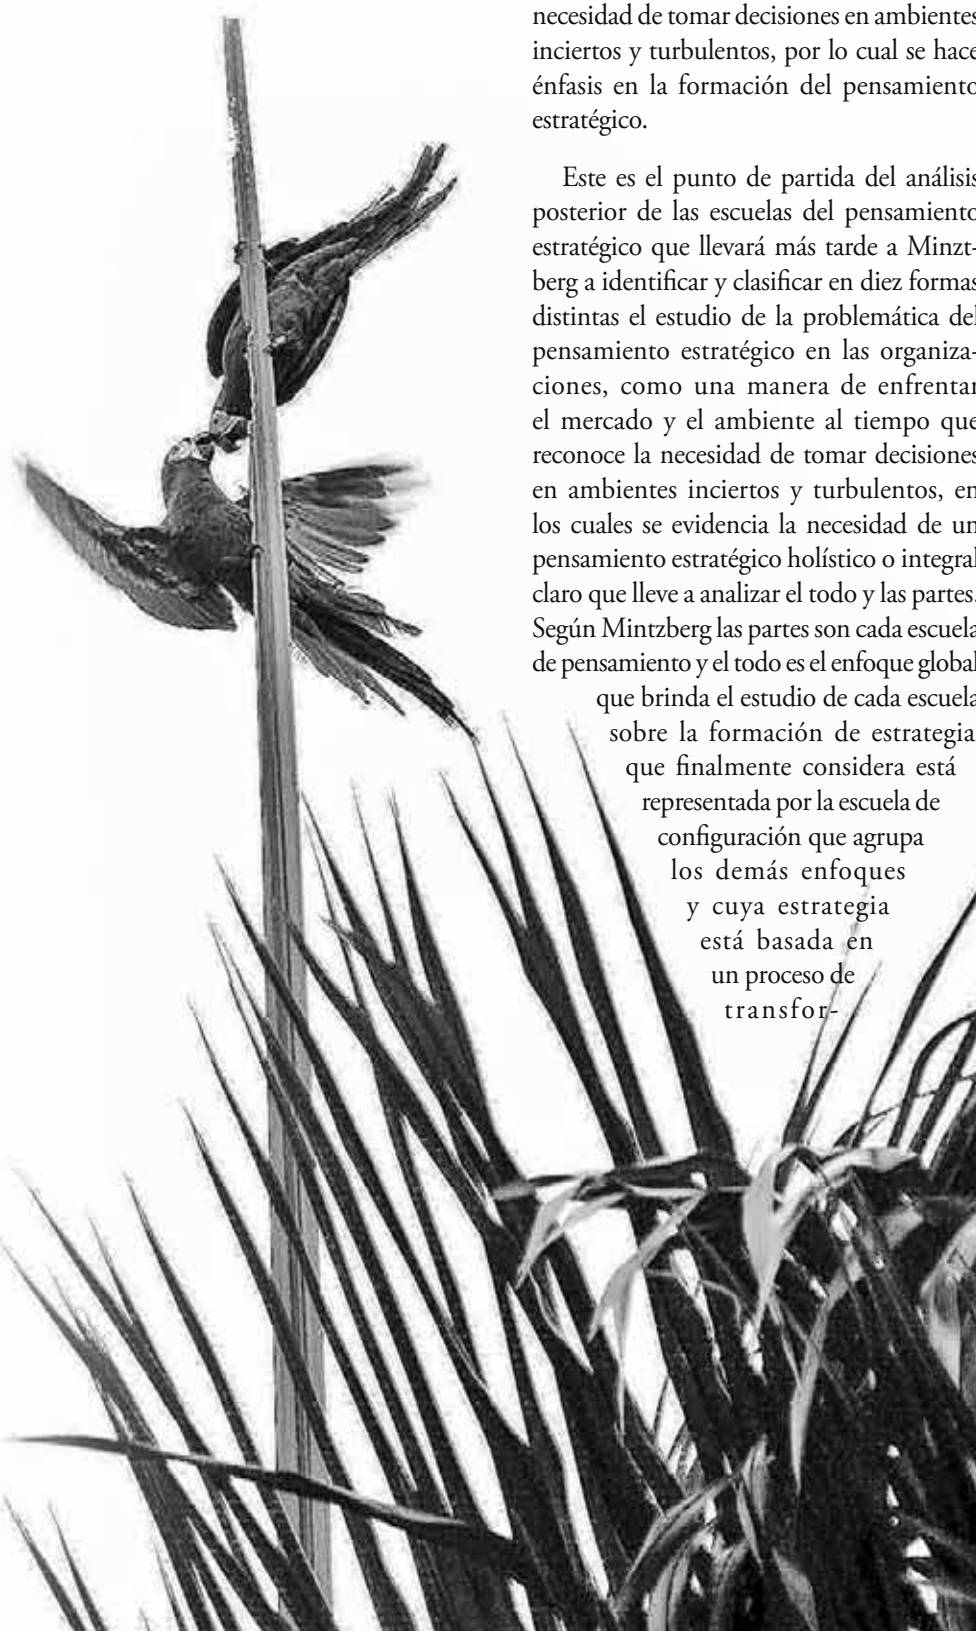 necesidad de tomar decisiones en ambientes
inciertos y turbulentos, por lo cual se hace
énfasis en la formación del pensamiento
estratégico.
Este es el punto de partida del análisis
posterior de las escuelas del pensamiento
estratégico que llevará más tarde a Minzt-
berg a identificar y clasificar en diez formas
distintas el estudio de la problemática del
pensamiento estratégico en las organiza-
ciones, como una manera de enfrentar
el mercado y el ambiente al tiempo que
reconoce la necesidad de tomar decisiones
en ambientes inciertos y turbulentos, en
los cuales se evidencia la necesidad de un
pensamiento estratégico holístico o integral
claro que lleve a analizar el todo y las partes.
Según Mintzberg las partes son cada escuela
de pensamiento y el todo es el enfoque global
que brinda el estudio de cada escuela
sobre la formación de estrategia
que finalmente considera está
representada por la escuela de
configuración que agrupa
los demás enfoques
y cuya estrategia
está basada en
un proceso de
transfor-